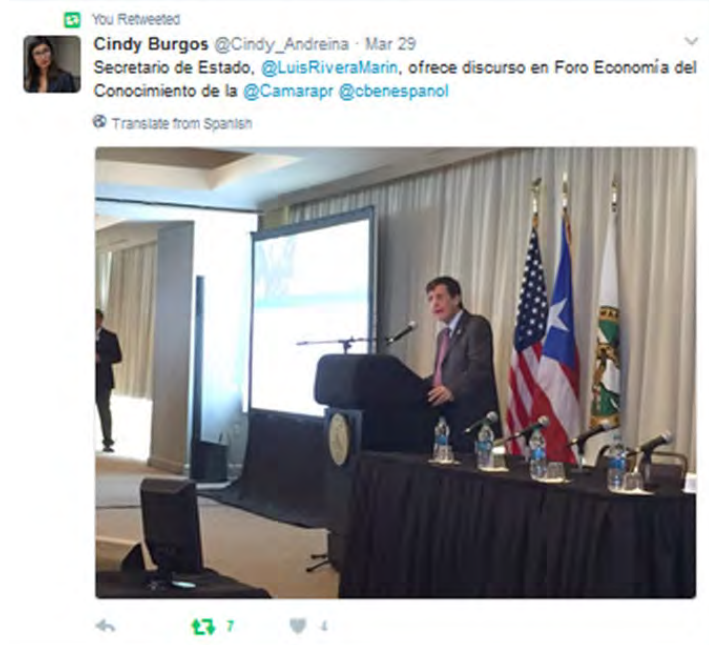 You Retweeted
Cindy Burgos @Cindy_Andreina · Mar 29
Secretario de Estado, @LuisRiveraMarin, ofrece discurso en Foro Economía del
Conocimiento de la @Camarapr @cbenespanol
Translate from Spanish
7 4